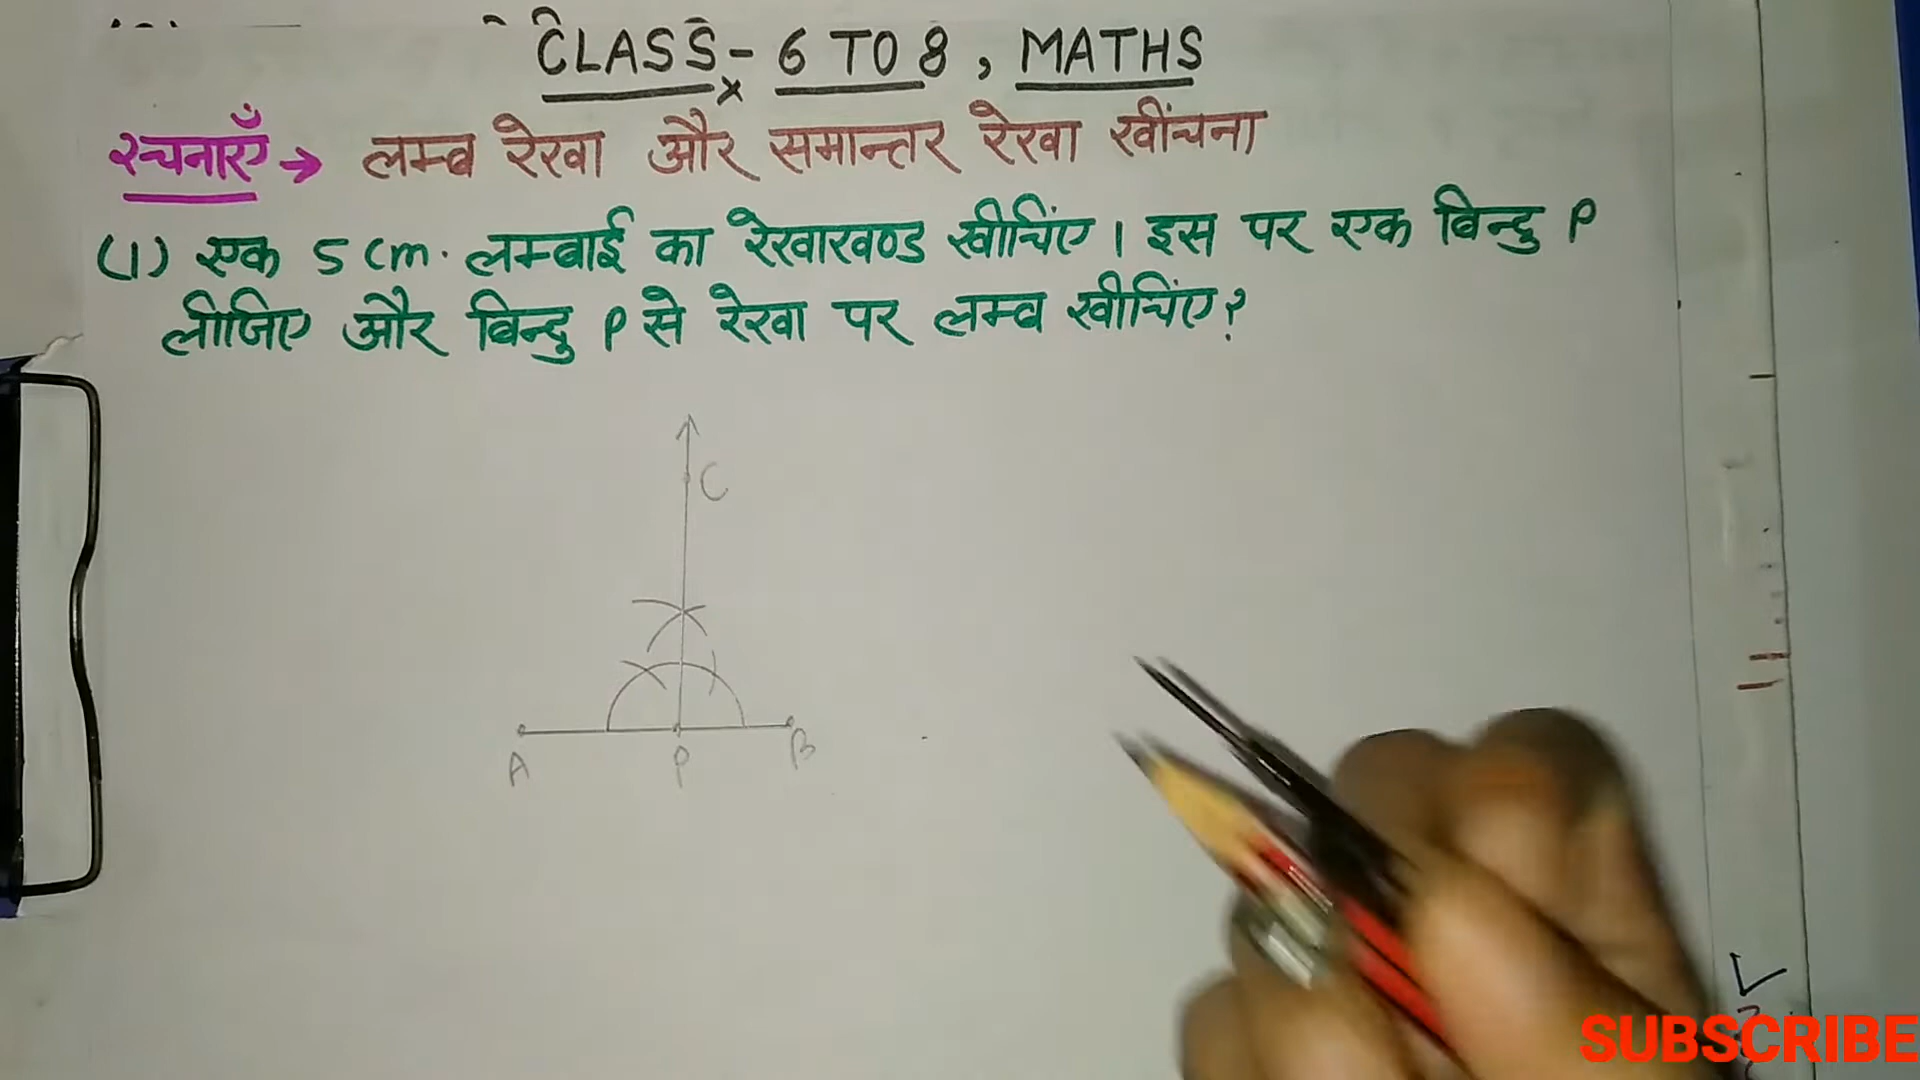 CLASS - 6 TO 8, MATHS
रचनाएँ → लम्ब रेखा और समान्तर रेखा खींचना
(1) एक 5 Cm. लम्बाई का रेखाखण्ड खीचिंए। इस पर एक बिन्दु P
लीजिए और बिन्दु P से रेखा पर लम्ब खीचिंए?
C
A P B
SUBSCRIBE